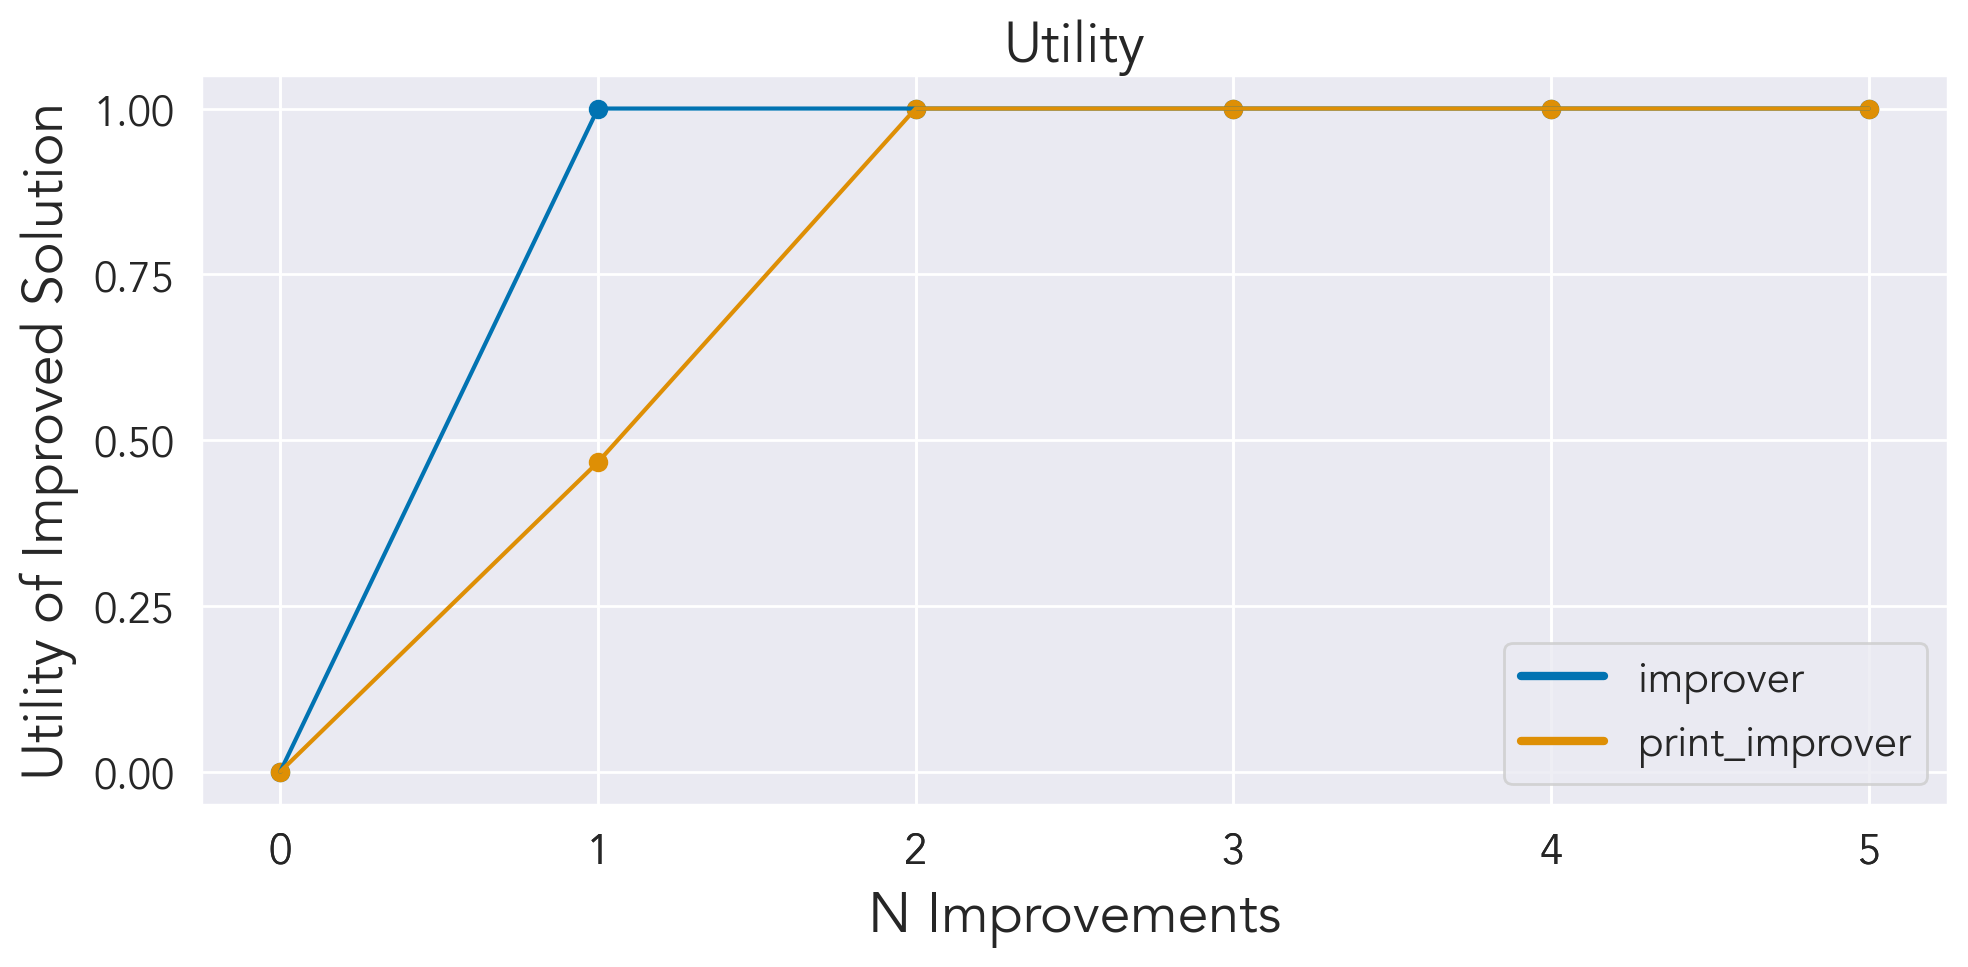 Utility
Utility of Improved Solution
1.00
0.75
0.50
0.25
0.00
improver
print_improver
0 1 2 3 4 5
N Improvements